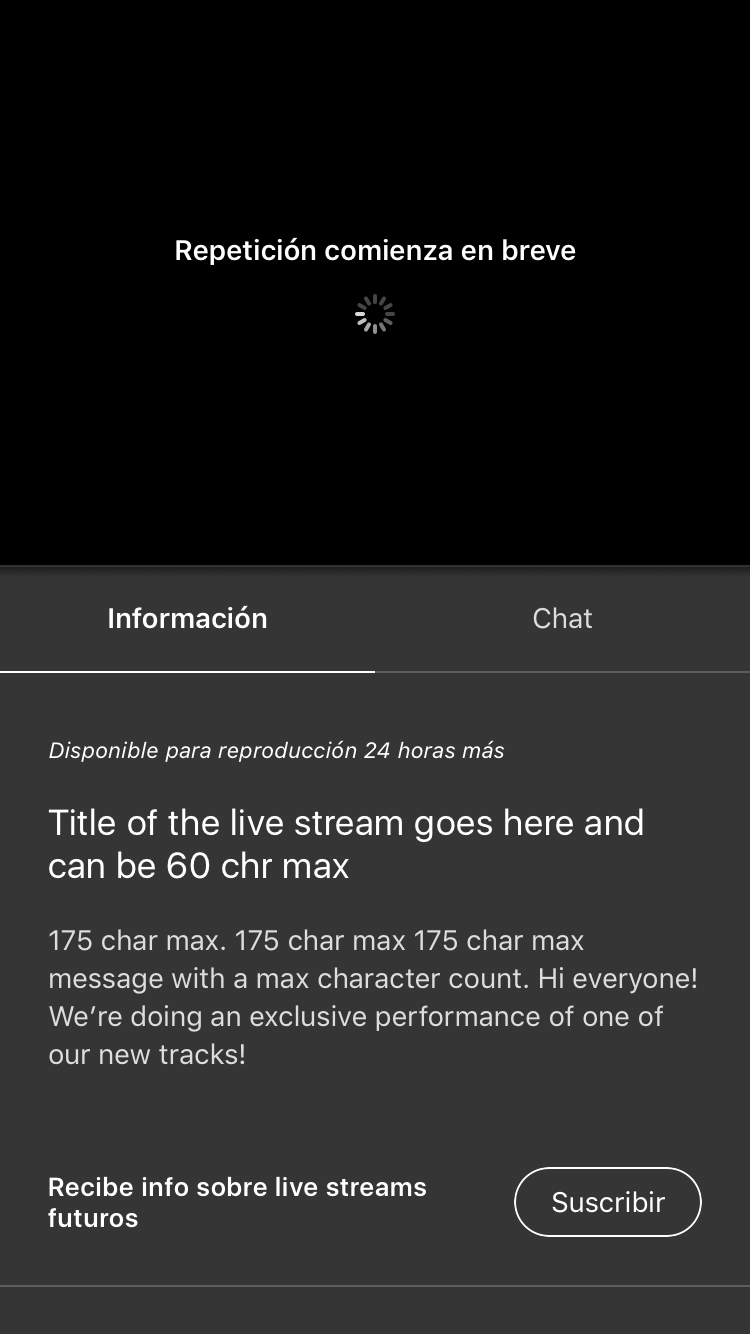 Repetición comienza en breve
Información
Chat
Disponible para reproducción 24 horas más
Title of the live stream goes here and
can be 60 chr max
175 char max. 175 char max 175 char max
message with a max character count. Hi everyone!
We’re doing an exclusive performance of one of
our new tracks!
Recibe info sobre live streams
futuros
Suscribir